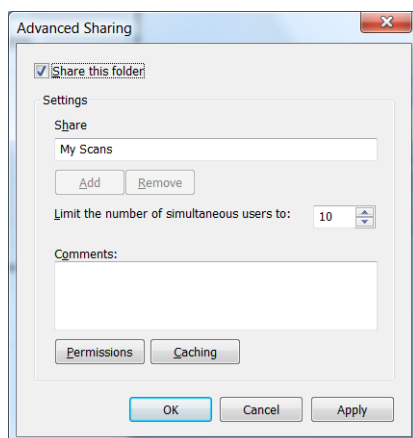 Advanced Sharing
Share this folder
Settings
Share
My Scans
Add Remove
Limit the number of simultaneous users to: 10
Comments:
Permissions Caching
OK Cancel Apply